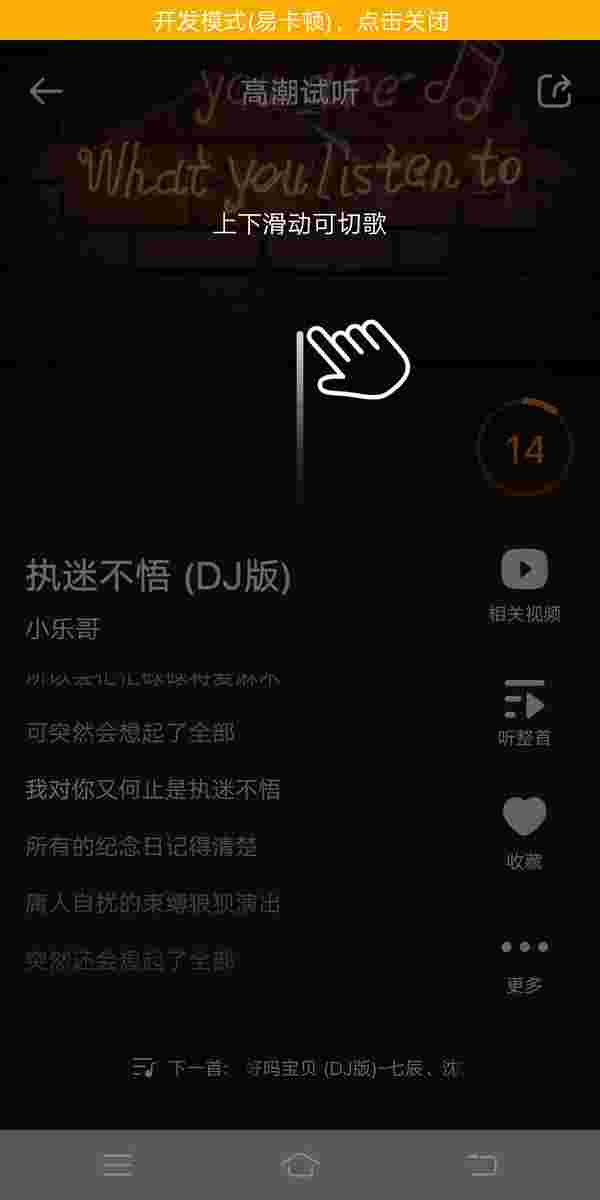 开发模式(易卡顿)，点击关闭
you are
高潮试听
What you listen to
上下滑动可切歌
14
执迷不悟 (DJ版)
小乐哥
相关视频
可突然会想起了全部
听整首
我对你又何止是执迷不悟
所有的纪念日记得清楚
收藏
庸人自扰的束缚狼狈演出
突然还会想起了全部
更多
下一首: 好吗宝贝 (DJ版)-七辰、沈